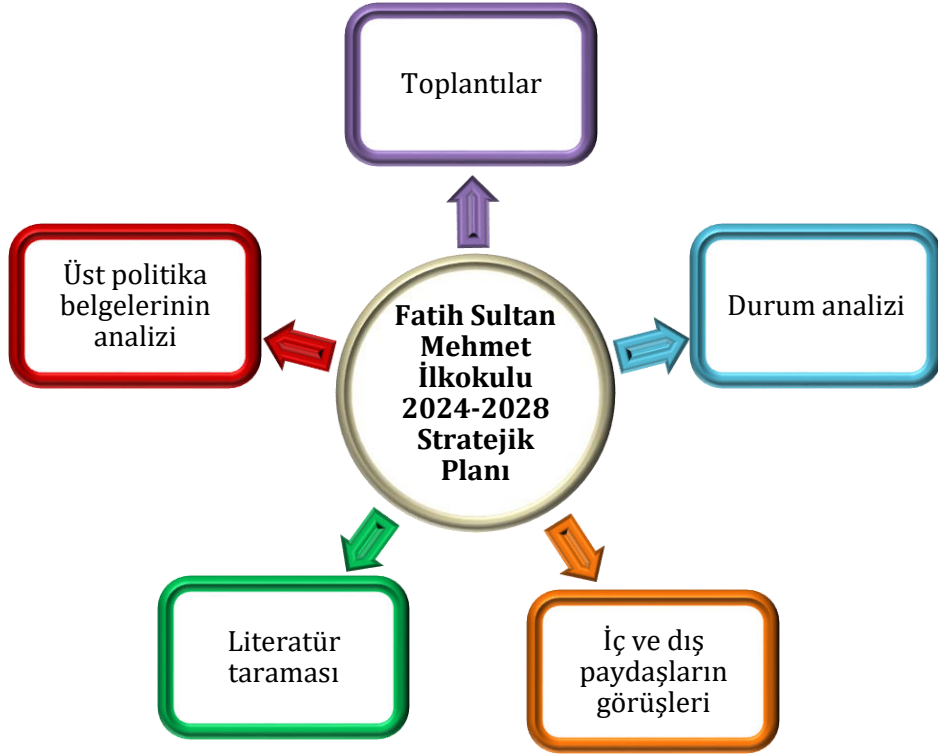 Toplantılar
Üst politika
belgelerinin
analizi
Fatih Sultan
Mehmet
İlkokulu
2024-2028
Stratejik
Planı
Durum analizi
Literatür
taraması
İç ve dış
paydaşların
görüşleri